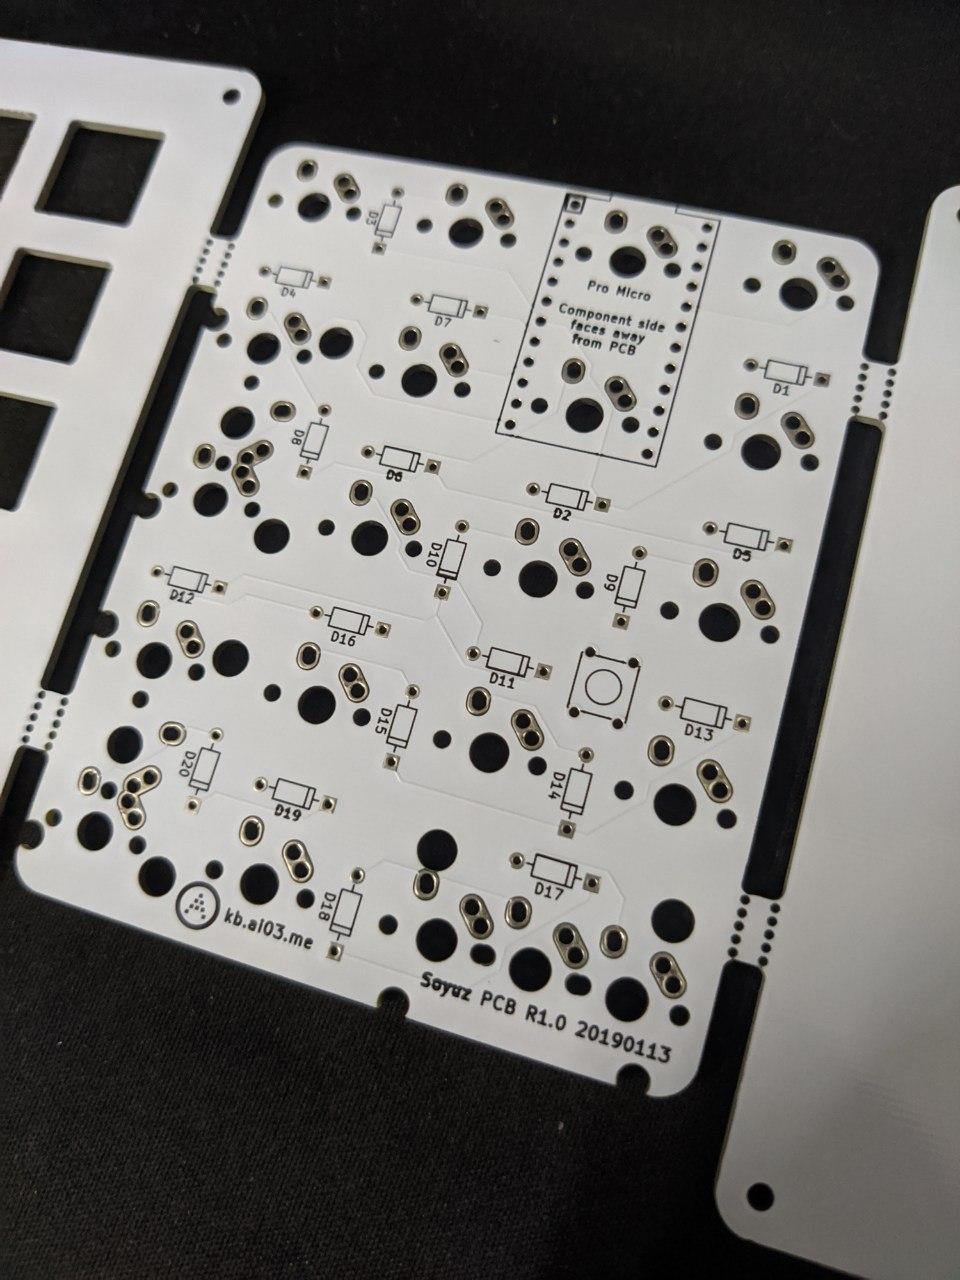 D3
D4
D7
Pro Micro
Component side
faces away
from PCB
D1
D8
D6
D2
D5
D10
D9
D12
D16
D11
D13
D15
D20
D14
D19
D17
D18
kb.ai03.me
Soyuz PCB R1.0 20190113